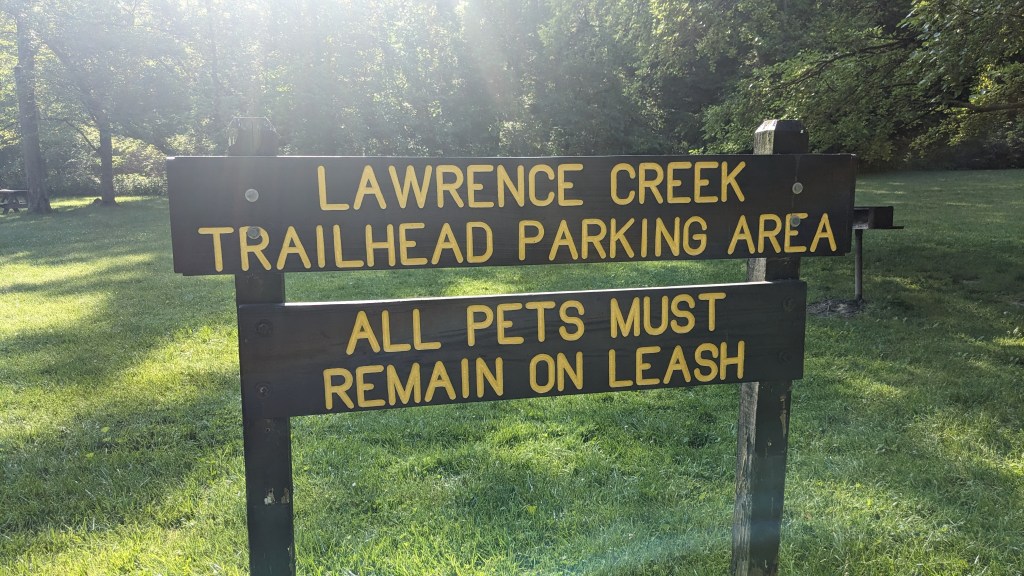 LAWRENCE CREEK
TRAILHEAD PARKING AREA
ALL PETS MUST
REMAIN ON LEASH